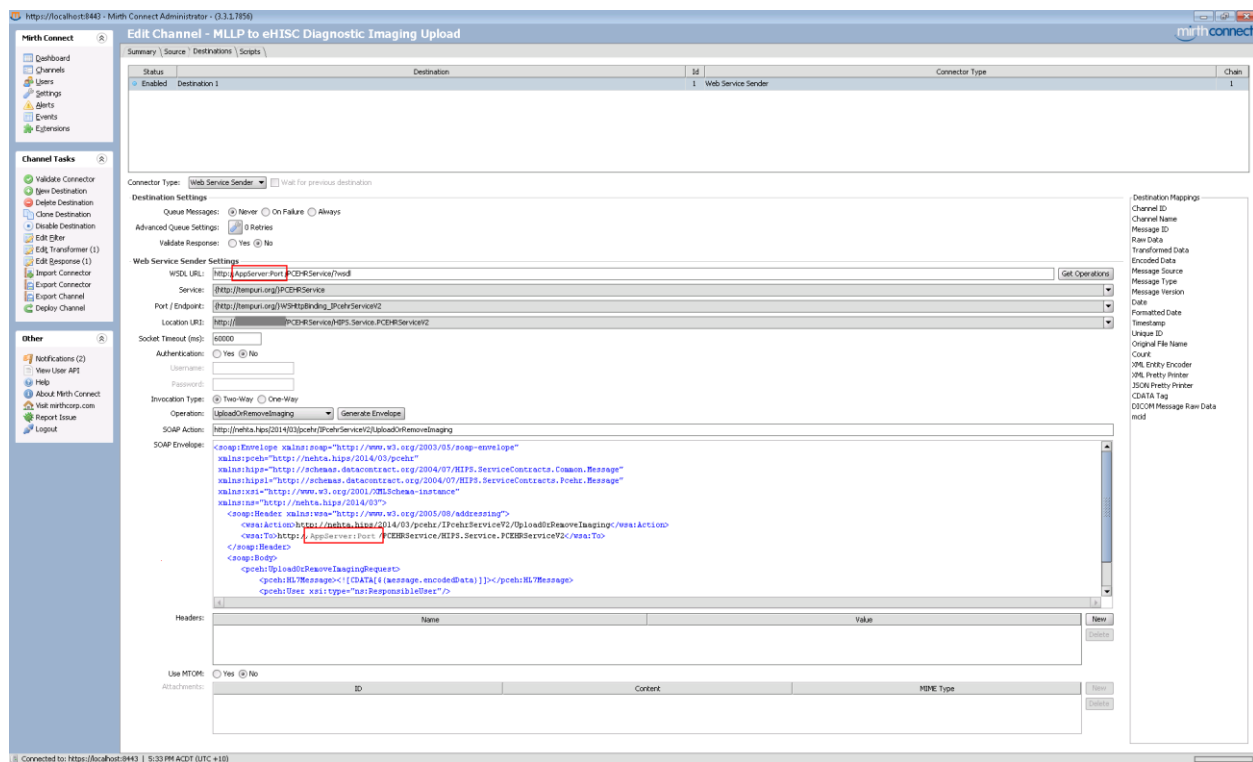 https://localhost:8443 - Mirth Connect Administrator - (3.3.1.7856)
Mirth Connect
Dashboard
Channels
Users
Settings
Alerts
Events
Extensions
Channel Tasks
Validate Connector
New Destination
Delete Destination
Clone Destination
Disable Destination
Edit Filter
Edit Transformer (1)
Edit Response (1)
Import Connector
Export Connector
Export Channel
Deploy Channel
Other
Notifications (2)
View User API
Help
About Mirth Connect
Visit mirthcorp.com
Report Issue
Logout
Edit Channel - MLLP to eHISC Diagnostic Imaging Upload
mirth connect
Summary Source Destinations Scripts
Status Destination Id Connector Type Chain
Enabled Destination 1 1 Web Service Sender 1
Connector Type: Web Service Sender Wait for previous destination
Destination Settings
Queue Messages: Never On Failure Always
Advanced Queue Settings: 0 Retries
Validate Response: Yes No
Web Service Sender Settings
WSDL URL: http:/ AppServer:Port /PCEHRService/?wsdl Get Operations
Service: {http://tempuri.org/}PCEHRService
Port / Endpoint: {http://tempuri.org/}WSHttpBinding_IPcehrServiceV2
Location URI: http:// /PCEHRService/HIPS.Service.PCEHRServiceV2
Socket Timeout (ms): 60000
Authentication: Yes No
Username:
Password:
Invocation Type: Two-Way One-Way
Operation: UploadOrRemoveImaging Generate Envelope
SOAP Action: http://nehta.hips/2014/03/pcehr/IPcehrServiceV2/UploadOrRemoveImaging
SOAP Envelope: <soap:Envelope xmlns:soap="http://www.w3.org/2003/05/soap-envelope"
xmlns:pceh="http://nehta.hips/2014/03/pcehr"
xmlns:hips="http://schemas.datacontract.org/2004/07/HIPS.ServiceContracts.Common.Message"
xmlns:hips1="http://schemas.datacontract.org/2004/07/HIPS.ServiceContracts.Pcehr.Message"
xmlns:xsi="http://www.w3.org/2001/XMLSchema-instance"
xmlns:ns="http://nehta.hips/2014/03">
<soap:Header xmlns:wsa="http://www.w3.org/2005/08/addressing">
<wsa:Action>http://nehta.hips/2014/03/pcehr/IPcehrServiceV2/UploadOrRemoveImaging</wsa:Action>
<wsa:To>http:/ AppServer:Port /PCEHRService/HIPS.Service.PCEHRServiceV2</wsa:To>
</soap:Header>
<soap:Body>
<pceh:UploadOrRemoveImagingRequest>
<pceh:HL7Message><![CDATA[${message.encodedData}]]></pceh:HL7Message>
<pceh:User xsi:type="ns:ResponsibleUser"/>
Headers: Name Value New
Delete
Use MTOM: Yes No
Attachments: ID Content MIME Type New
Delete
Destination Mappings
Channel ID
Channel Name
Message ID
Raw Data
Transformed Data
Encoded Data
Message Source
Message Type
Message Version
Date
Formatted Date
Timestamp
Unique ID
Original File Name
Count
XML Entity Encoder
XML Pretty Printer
JSON Pretty Printer
CDATA Tag
DICOM Message Raw Data
mcid
Connected to: https://localhost:8443 | 5:33 PM ACDT (UTC +10)